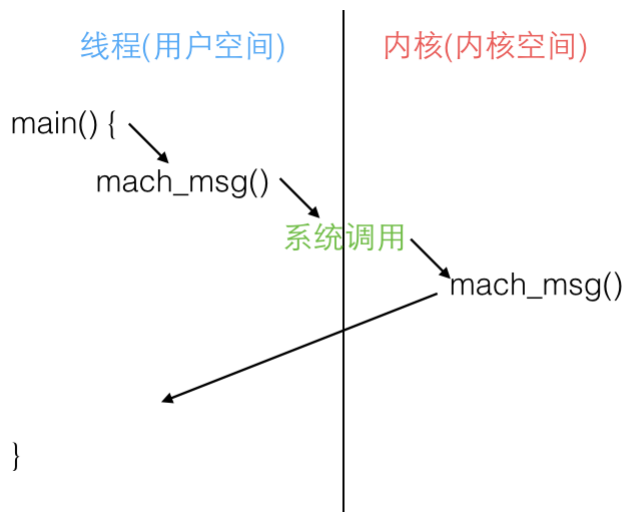 线程(用户空间)
内核(内核空间)
main() {
mach_msg()
系统调用
mach_msg()
}